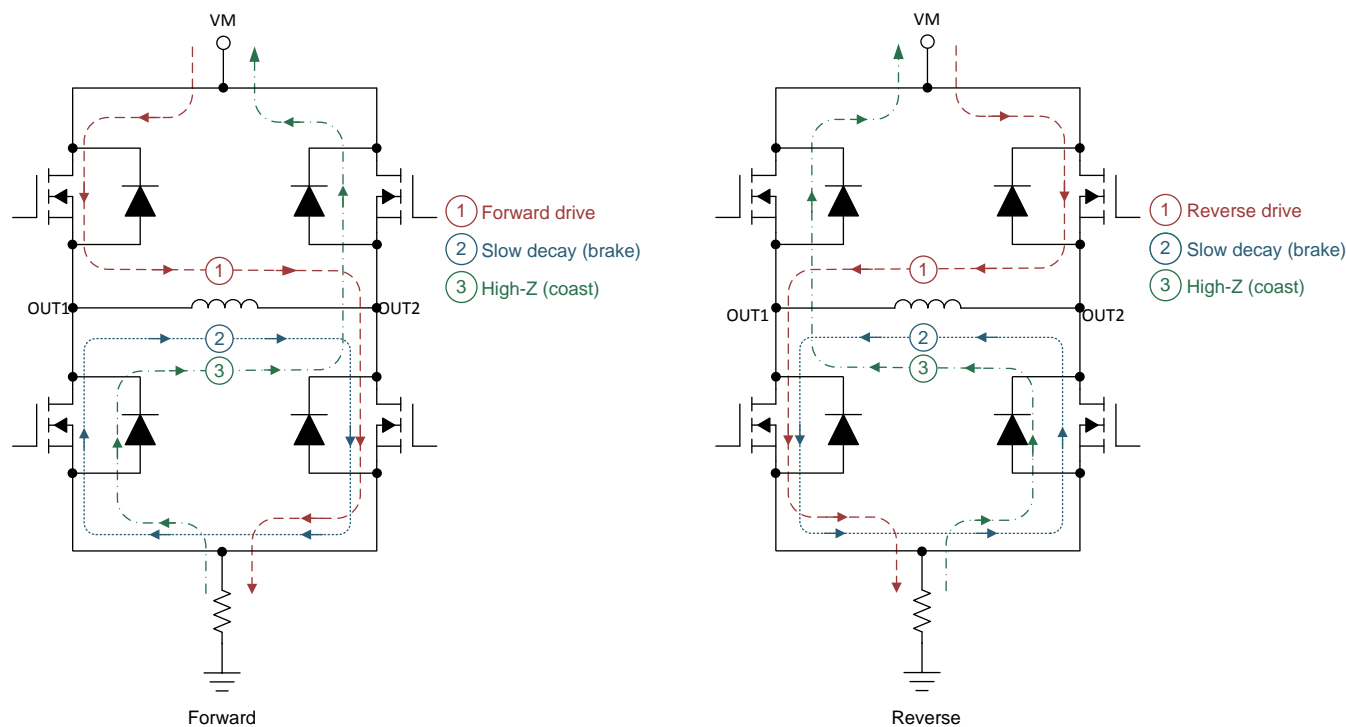 VM
1 Forward drive
2 Slow decay (brake)
3 High-Z (coast)
1
OUT1
OUT2
2
3
Forward
VM
1 Reverse drive
2 Slow decay (brake)
3 High-Z (coast)
1
OUT1
OUT2
2
3
Reverse